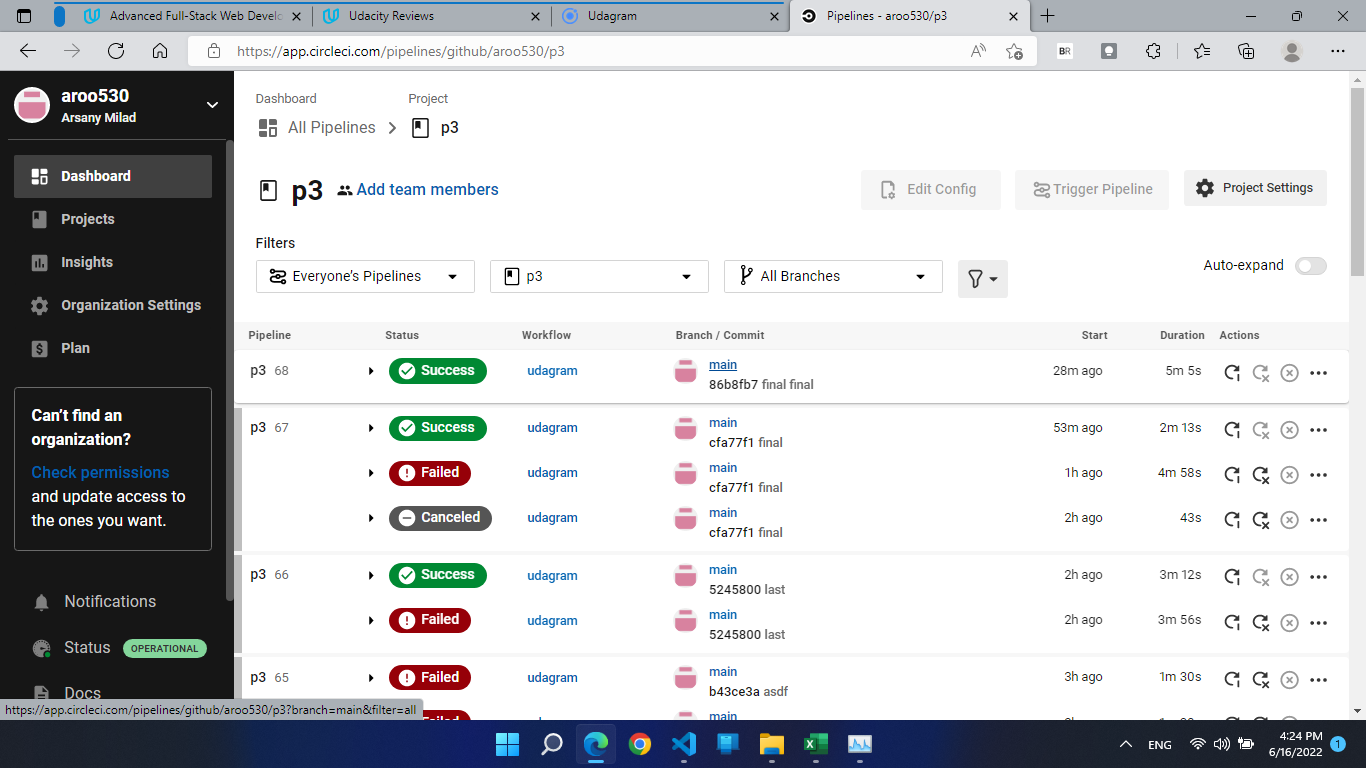 Advanced Full-Stack Web Develo
Udacity Reviews
Udagram
Pipelines - aroo530/p3
https://app.circleci.com/pipelines/github/aroo530/p3
BR
aroo530
Arsany Milad
Dashboard
Projects
Insights
Organization Settings
Plan
Can't find an
organization?
Check permissions
and update access to
the ones you want.
Notifications
Status OPERATIONAL
Docs
Dashboard Project
All Pipelines p3
p3 Add team members
Edit Config Trigger Pipeline Project Settings
Filters
Everyone's Pipelines p3 All Branches
Auto-expand
Pipeline Status Workflow Branch / Commit Start Duration Actions
p3 68 Success udagram main 28m ago 5m 5s
86b8fb7 final final
p3 67 Success udagram main 53m ago 2m 13s
cfa77f1 final
Failed udagram main 1h ago 4m 58s
cfa77f1 final
Canceled udagram main 2h ago 43s
cfa77f1 final
p3 66 Success udagram main 2h ago 3m 12s
5245800 last
Failed udagram main 2h ago 3m 56s
5245800 last
p3 65 Failed udagram main 3h ago 1m 30s
b43ce3a asdf
Failed udagram main
https://app.circleci.com/pipelines/github/aroo530/p3?branch=main&filter=all
ENG
4:24 PM
6/16/2022
1